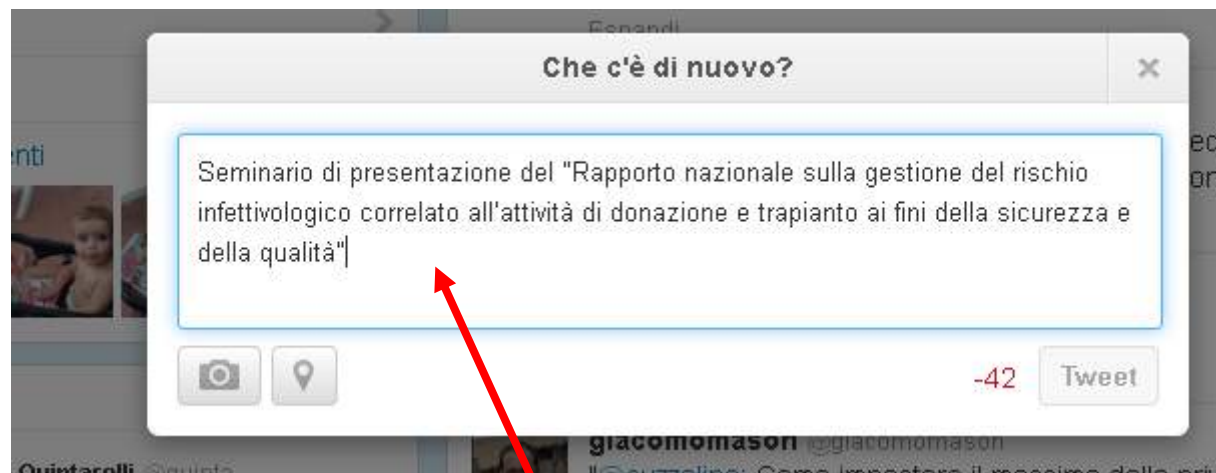 Espandi
Che c'è di nuovo?
enti
Seminario di presentazione del "Rapporto nazionale sulla gestione del rischio
infettivologico correlato all'attività di donazione e trapianto ai fini della sicurezza e
della qualità"
-42 Tweet
giacomomason @giacomomason
Quintarelli @quinta